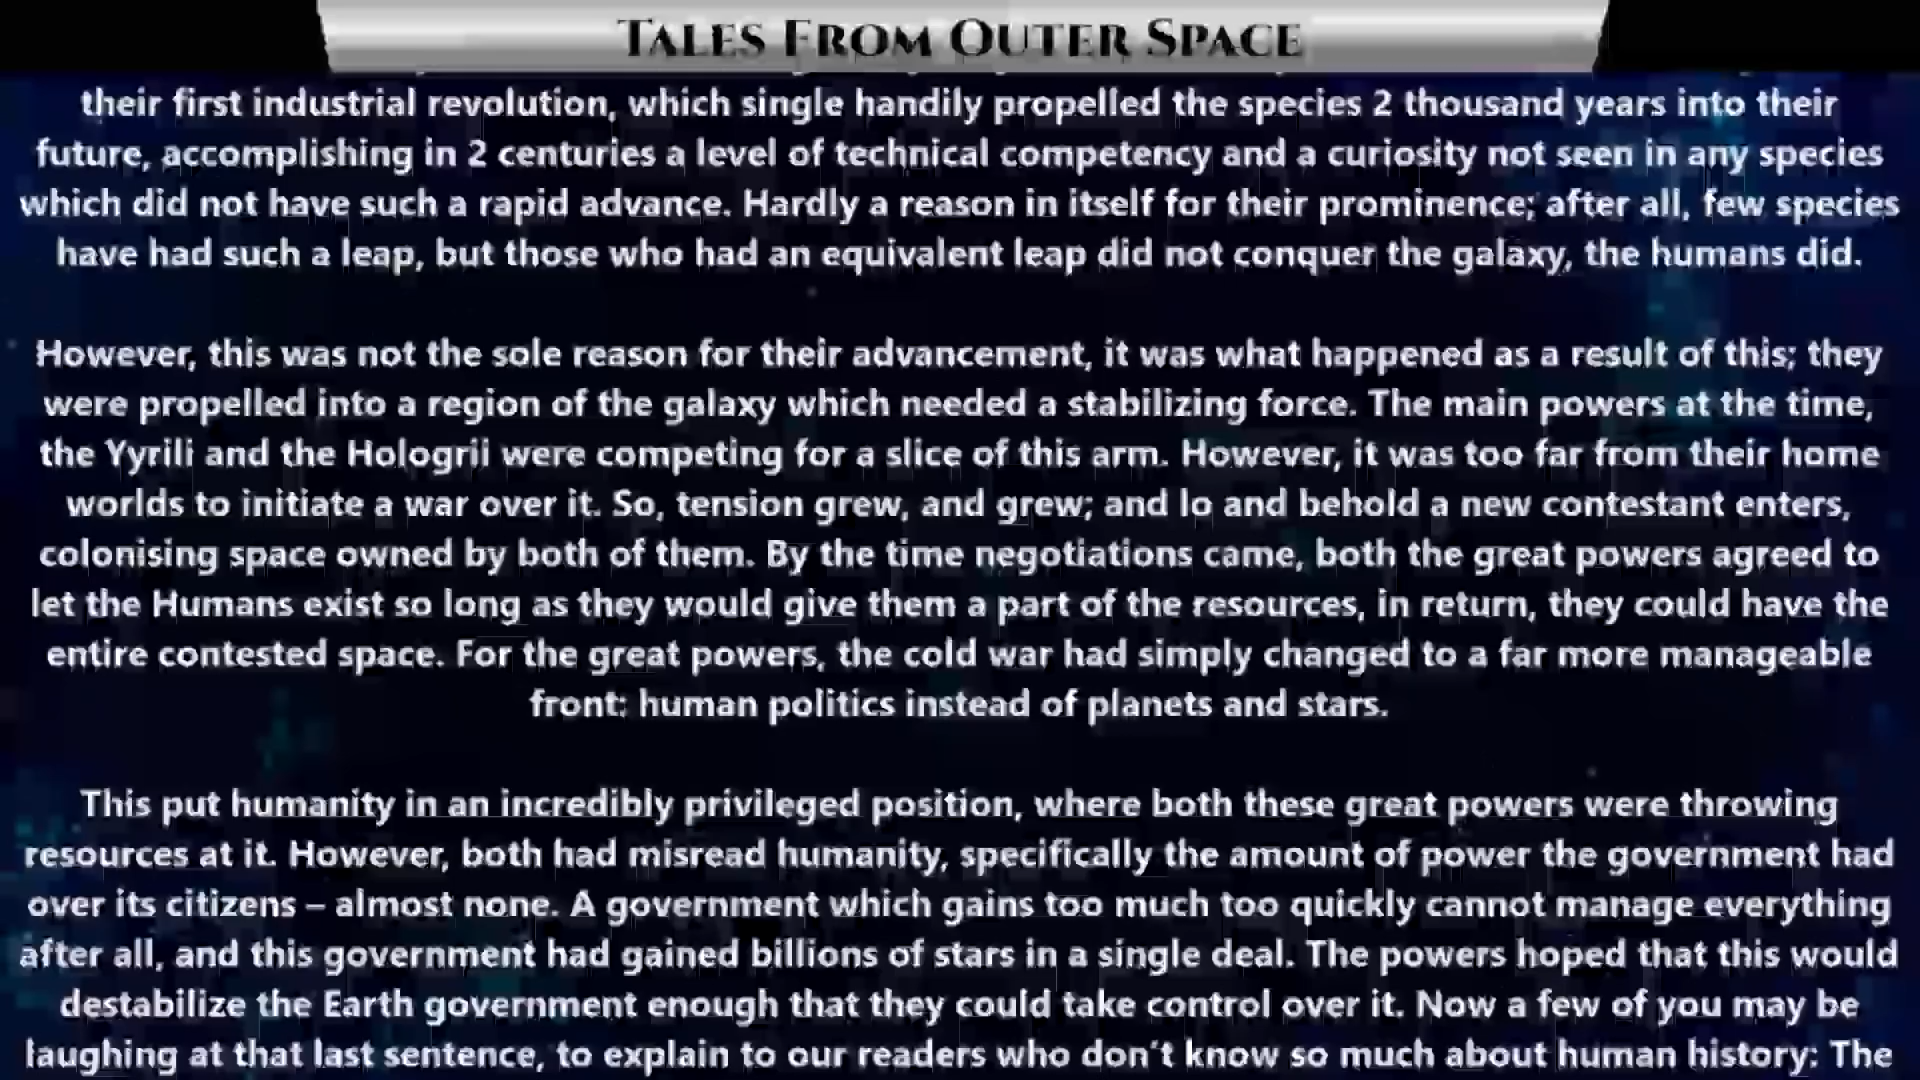 Tales From Outer Space
their first industrial revolution, which single handily propelled the species 2 thousand years into their
future, accomplishing in 2 centuries a level of technical competency and a curiosity not seen in any species
which did not have such a rapid advance. Hardly a reason in itself for their prominence; after all, few species
have had such a leap, but those who had an equivalent leap did not conquer the galaxy, the humans did.
However, this was not the sole reason for their advancement, it was what happened as a result of this; they
were propelled into a region of the galaxy which needed a stabilizing force. The main powers at the time,
the Yyrili and the Hologrii were competing for a slice of this arm. However, it was too far from their home
worlds to initiate a war over it. So, tension grew, and grew; and lo and behold a new contestant enters,
colonising space owned by both of them. By the time negotiations came, both the great powers agreed to
let the Humans exist so long as they would give them a part of the resources, in return, they could have the
entire contested space. For the great powers, the cold war had simply changed to a far more manageable
front: human politics instead of planets and stars.
This put humanity in an incredibly privileged position, where both these great powers were throwing
resources at it. However, both had misread humanity, specifically the amount of power the government had
over its citizens – almost none. A government which gains too much too quickly cannot manage everything
after all, and this government had gained billions of stars in a single deal. The powers hoped that this would
destabilize the Earth government enough that they could take control over it. Now a few of you may be
laughing at that last sentence, to explain to our readers who don't know so much about human history: The